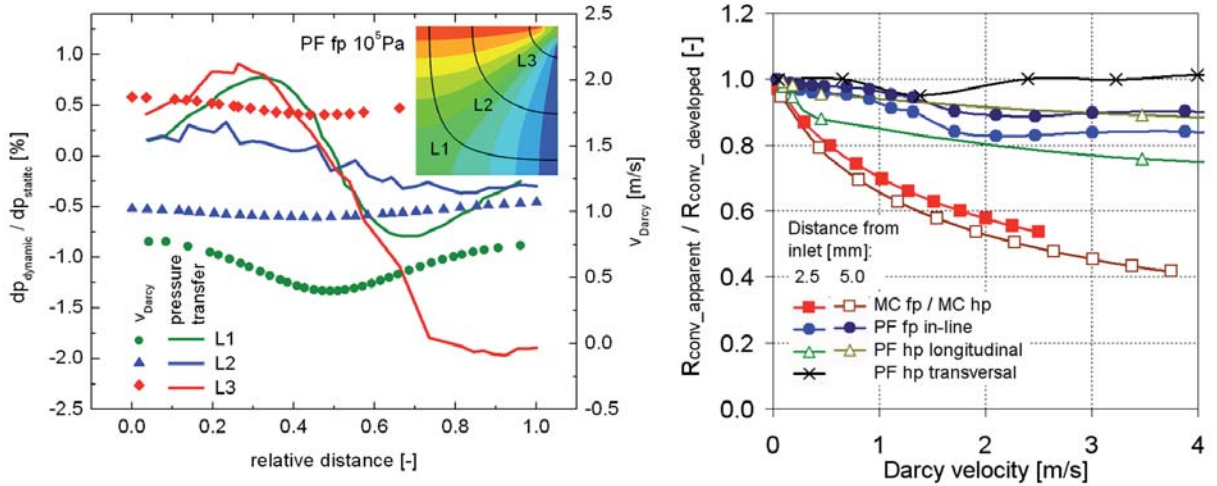 PF fp 10⁵Pa
L3
L2
L1
dp_dynamic / dp_static [%]
1.0
0.5
0.0
-0.5
-1.0
-1.5
-2.0
-2.5
2.5
2.0
1.5
1.0
0.5
0.0
-0.5
v_Darcy [m/s]
v_Darcy
pressure
transfer
L1
L2
L3
0.0 0.2 0.4 0.6 0.8 1.0
relative distance [-]
R_conv_apparent / R_conv_developed [-]
1.2
1.0
0.8
0.6
0.4
0.2
0.0
Distance from
inlet [mm]:
2.5 5.0
MC fp / MC hp
PF fp in-line
PF hp longitudinal
PF hp transversal
0 1 2 3 4
Darcy velocity [m/s]